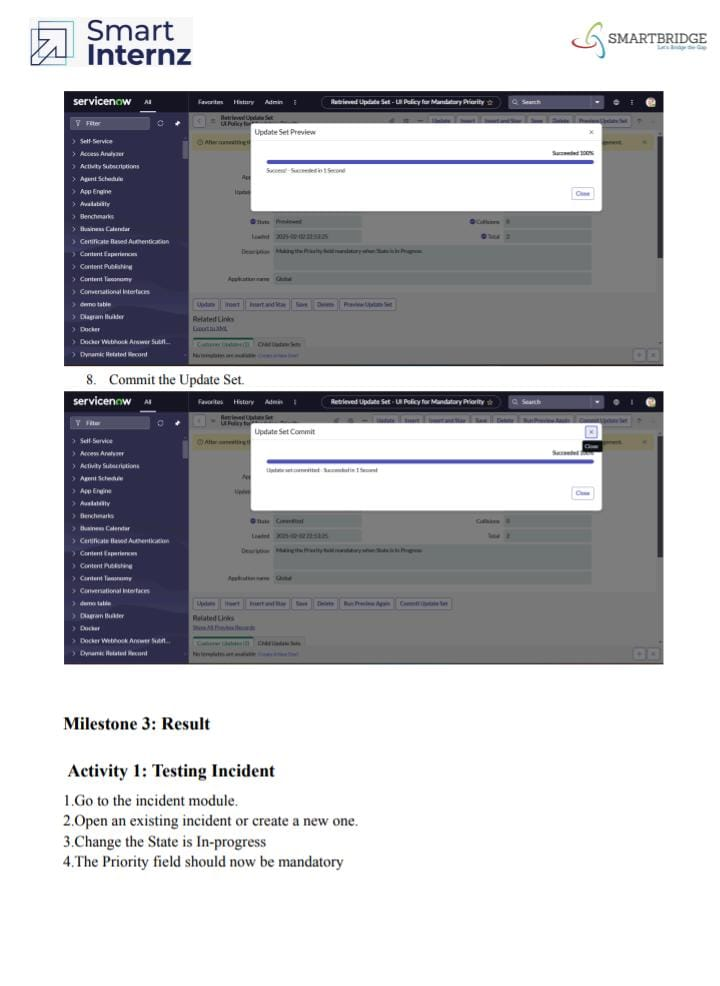 Smart
Internz
SMARTBRIDGE
Let's Bridge the Gap
servicenow All Favorites History Admin Retrieved Update Set - UI Policy for Mandatory Priority Search
Filter
Retrieved Update Set
UI Policy for Mandatory Priority
Update Insert Insert and Stay Save Delete Preview Update Set
Self-Service
Access Analyzer
Activity Subscriptions
Agent Schedule
App Engine
Availability
Benchmarks
Business Calendar
Certificate Based Authentication
Content Experiences
Content Publishing
Content Taxonomy
Conversational Interfaces
demo table
Diagram Builder
Docker
Docker Webhook Answer Subfl...
Dynamic Related Record
Update Set Preview
Succeeded 100%
Success! - Succeeded in 1 Second
Close
State Previewed Collisions 0
Loaded 2025-02-02 22:53:25 Total 2
Description Making the Priority field mandatory when State is In Progress
Application name Global
Update Insert Insert and Stay Save Delete Preview Update Set
Related Links
Export to XML
Customer Updates (2) Child Update Sets
No templates are available Create A New One?
8. Commit the Update Set.
servicenow All Favorites History Admin Retrieved Update Set - UI Policy for Mandatory Priority Search
Filter
Retrieved Update Set
Update Insert Insert and Stay Save Delete Run Preview Again Commit Update Set
Self-Service
Access Analyzer
Activity Subscriptions
Agent Schedule
App Engine
Availability
Benchmarks
Business Calendar
Certificate Based Authentication
Content Experiences
Content Publishing
Content Taxonomy
Conversational Interfaces
demo table
Diagram Builder
Docker
Docker Webhook Answer Subfl...
Dynamic Related Record
Update Set Commit
Close
Succeeded 100%
Update set committed - Succeeded in 1 Second
Close
State Committed Collisions 0
Loaded 2025-02-02 22:53:25 Total 2
Description Making the Priority field mandatory when State is In Progress
Application name Global
Update Insert Insert and Stay Save Delete Run Preview Again Commit Update Set
Related Links
Show All Preview Records
Customer Updates (2) Child Update Sets
No templates are available Create A New One?
Milestone 3: Result
Activity 1: Testing Incident
1.Go to the incident module.
2.Open an existing incident or create a new one.
3.Change the State is In-progress
4.The Priority field should now be mandatory